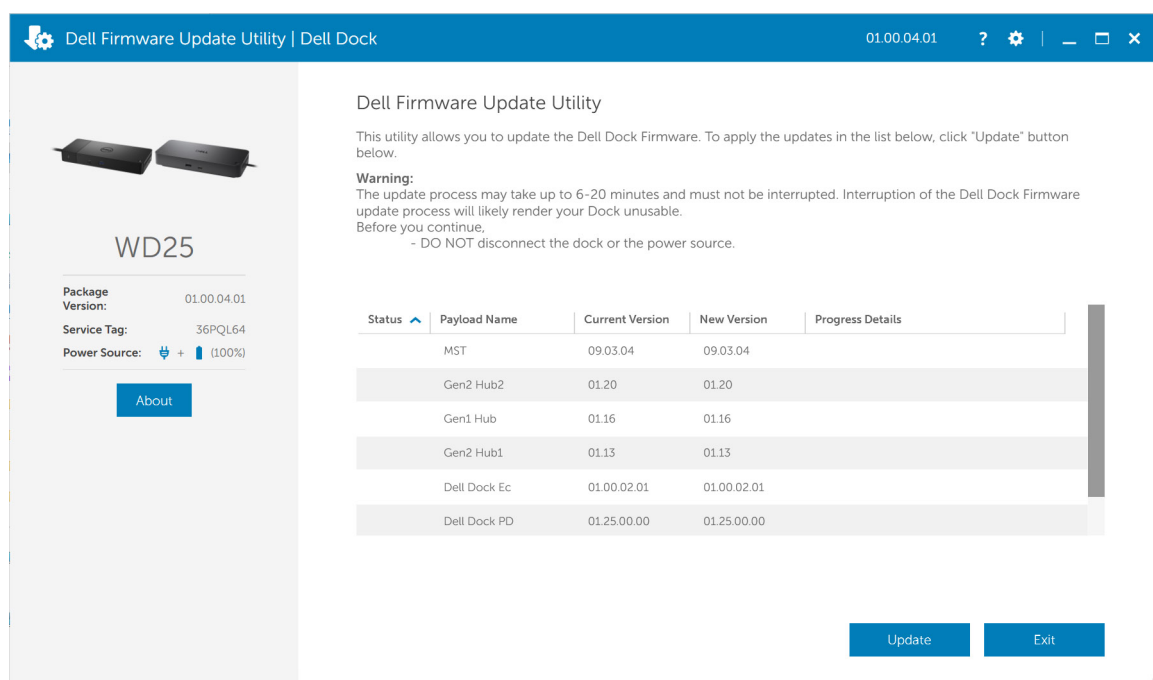 Dell Firmware Update Utility | Dell Dock
01.00.04.01
?
Dell Firmware Update Utility
This utility allows you to update the Dell Dock Firmware. To apply the updates in the list below, click "Update" button
below.
Warning:
The update process may take up to 6-20 minutes and must not be interrupted. Interruption of the Dell Dock Firmware
update process will likely render your Dock unusable.
Before you continue,
- DO NOT disconnect the dock or the power source.
WD25
Package
Version: 01.00.04.01
Service Tag: 36PQL64
Power Source: + (100%)
About
Status Payload Name Current Version New Version Progress Details
MST 09.03.04 09.03.04
Gen2 Hub2 01.20 01.20
Gen1 Hub 01.16 01.16
Gen2 Hub1 01.13 01.13
Dell Dock Ec 01.00.02.01 01.00.02.01
Dell Dock PD 01.25.00.00 01.25.00.00
Update Exit